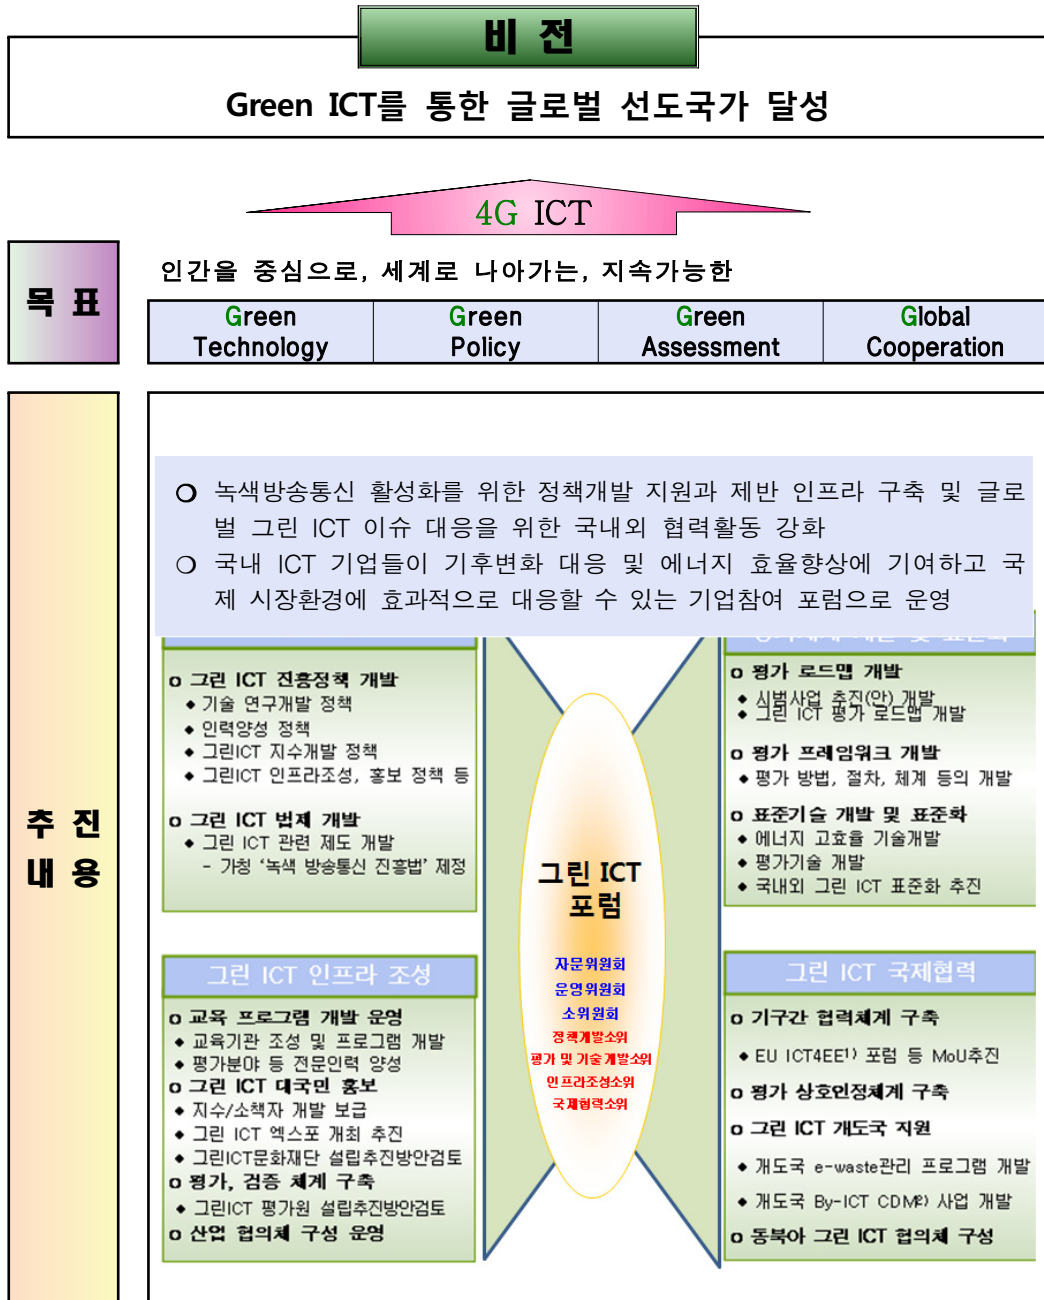 비 전
Green ICT를 통한 글로벌 선도국가 달성
4G ICT
목 표
인간을 중심으로, 세계로 나아가는, 지속가능한
Green
Technology
Green
Policy
Green
Assessment
Global
Cooperation
추 진
내 용
❍ 녹색방송통신 활성화를 위한 정책개발 지원과 제반 인프라 구축 및 글로
벌 그린 ICT 이슈 대응을 위한 국내외 협력활동 강화
❍ 국내 ICT 기업들이 기후변화 대응 및 에너지 효율향상에 기여하고 국
제 시장환경에 효과적으로 대응할 수 있는 기업참여 포럼으로 운영
o 그린 ICT 진흥정책 개발
◆ 기술 연구개발 정책
◆ 인력양성 정책
◆ 그린ICT 지수개발 정책
◆ 그린ICT 인프라조성, 홍보 정책 등
o 그린 ICT 법제 개발
◆ 그린 ICT 관련 제도 개발
- 가칭 ‘녹색 방송통신 진흥법’ 제정
o 평가 로드맵 개발
◆ 시범사업 추진(안) 개발
◆ 그린 ICT 평가 로드맵 개발
o 평가 프레임워크 개발
◆ 평가 방법, 절차, 체계 등의 개발
o 표준기술 개발 및 표준화
◆ 에너지 고효율 기술개발
◆ 평가기술 개발
◆ 국내외 그린 ICT 표준화 추진
그린 ICT
포럼
자문위원회
운영위원회
소위원회
정책개발소위
평가 및 기술개발소위
인프라조성소위
국제협력소위
그린 ICT 인프라 조성
o 교육 프로그램 개발 운영
◆ 교육기관 조성 및 프로그램 개발
◆ 평가분야 등 전문인력 양성
o 그린 ICT 대국민 홍보
◆ 지수/소책자 개발 보급
◆ 그린 ICT 엑스포 개최 추진
◆ 그린ICT문화재단 설립추진방안검토
o 평가, 검증 체계 구축
◆ 그린ICT 평가원 설립추진방안검토
o 산업 협의체 구성 운영
그린 ICT 국제협력
o 기구간 협력체계 구축
◆ EU ICT4EE1) 포럼 등 MoU추진
o 평가 상호인정체계 구축
o 그린 ICT 개도국 지원
◆ 개도국 e-waste관리 프로그램 개발
◆ 개도국 By-ICT CDM2) 사업 개발
o 동북아 그린 ICT 협의체 구성